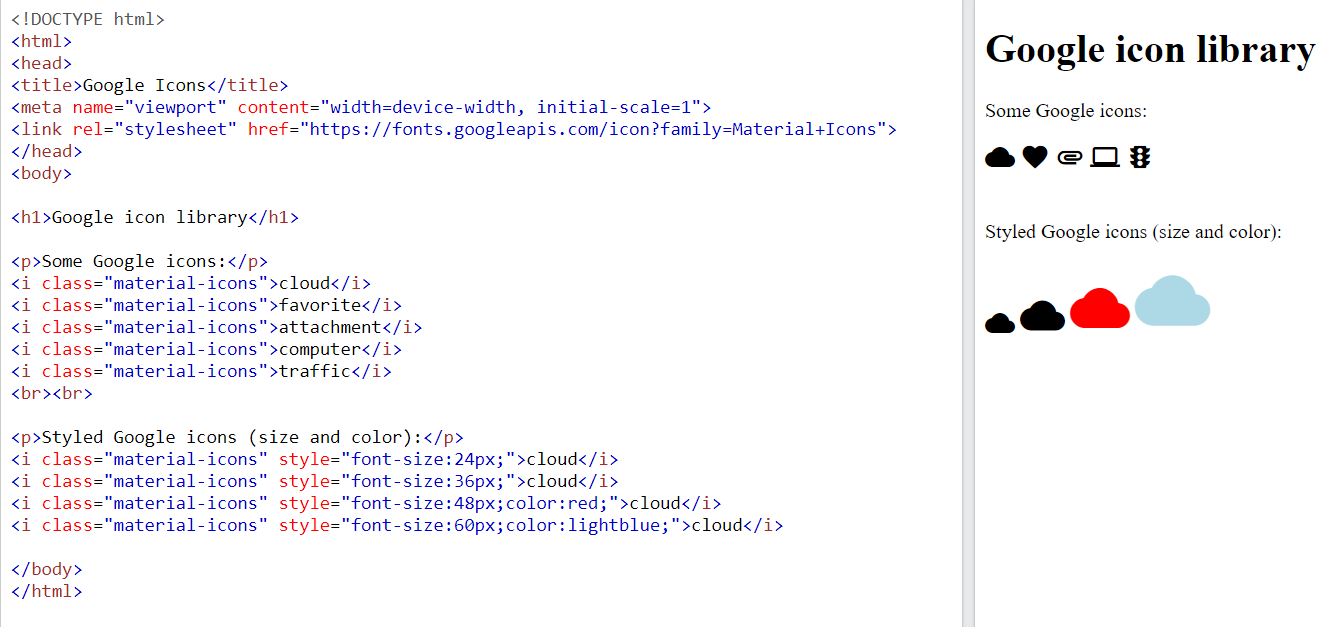 <!DOCTYPE html>
<html>
<head>
<title>Google Icons</title>
<meta name="viewport" content="width=device-width, initial-scale=1">
<link rel="stylesheet" href="https://fonts.googleapis.com/icon?family=Material+Icons">
</head>
<body>
<h1>Google icon library</h1>
<p>Some Google icons:</p>
<i class="material-icons">cloud</i>
<i class="material-icons">favorite</i>
<i class="material-icons">attachment</i>
<i class="material-icons">computer</i>
<i class="material-icons">traffic</i>
<br><br>
<p>Styled Google icons (size and color):</p>
<i class="material-icons" style="font-size:24px;">cloud</i>
<i class="material-icons" style="font-size:36px;">cloud</i>
<i class="material-icons" style="font-size:48px;color:red;">cloud</i>
<i class="material-icons" style="font-size:60px;color:lightblue;">cloud</i>
</body>
</html>
Google icon library
Some Google icons:
Styled Google icons (size and color):